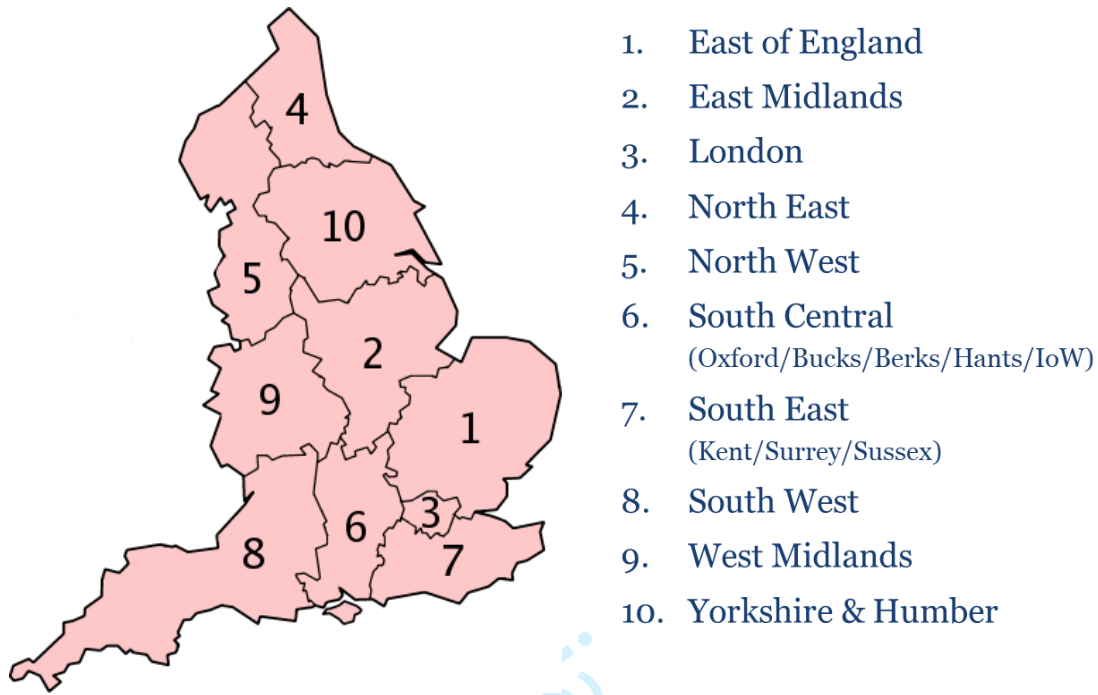 4
10
5
2
9
1
3
6
8
7
1. East of England
2. East Midlands
3. London
4. North East
5. North West
6. South Central
(Oxford/Bucks/Berks/Hants/IoW)
7. South East
(Kent/Surrey/Sussex)
8. South West
9. West Midlands
10. Yorkshire & Humber